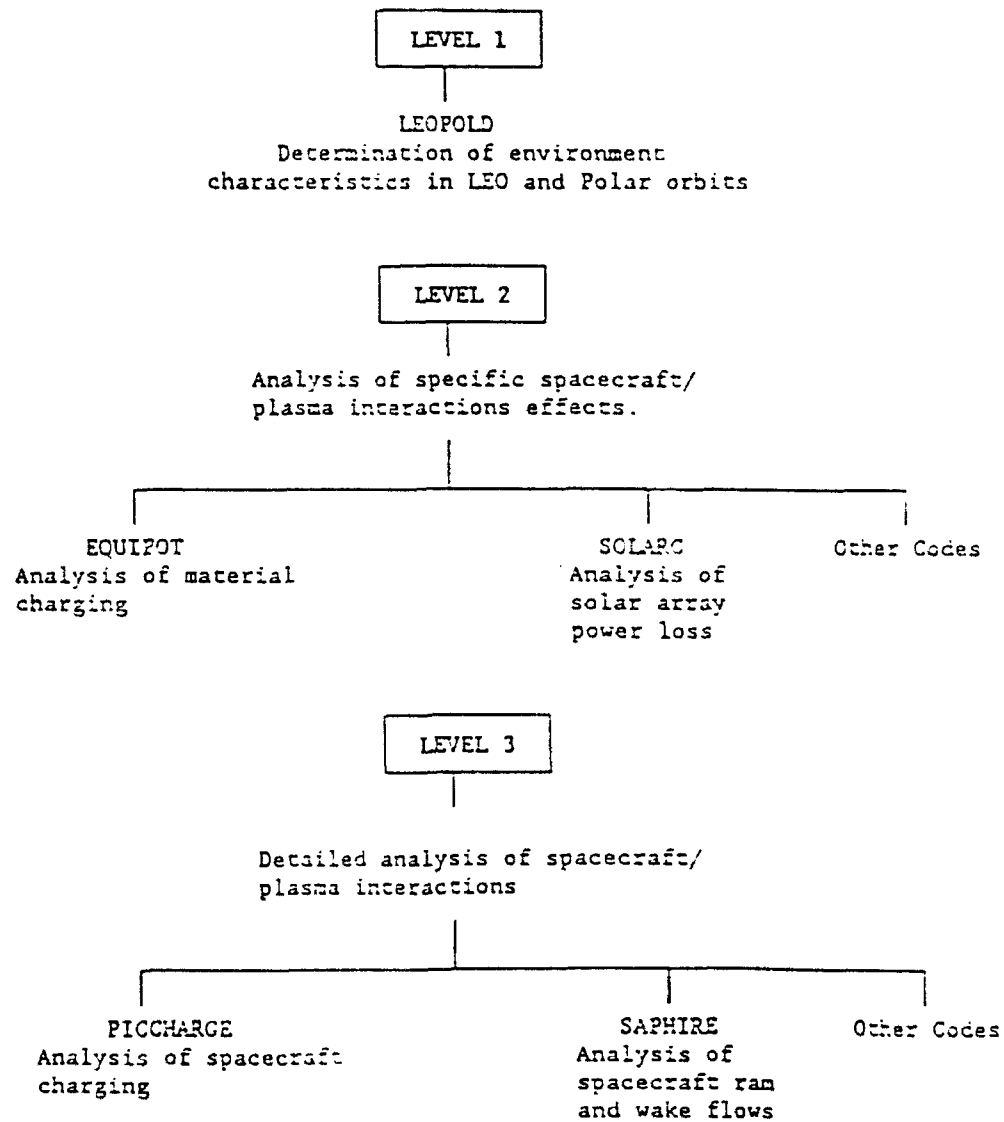 LEVEL 1
LEOPOLD
Determination of environment
characteristics in LEO and Polar orbits
LEVEL 2
Analysis of specific spacecraft/
plasma interactions effects.
EQUIPOT
Analysis of material
charging
SOLARC
Analysis of
solar array
power loss
Other Codes
LEVEL 3
Detailed analysis of spacecraft/
plasma interactions
PICCHARGE
Analysis of spacecraft
charging
SAPHIRE
Analysis of
spacecraft ram
and wake flows
Other Codes